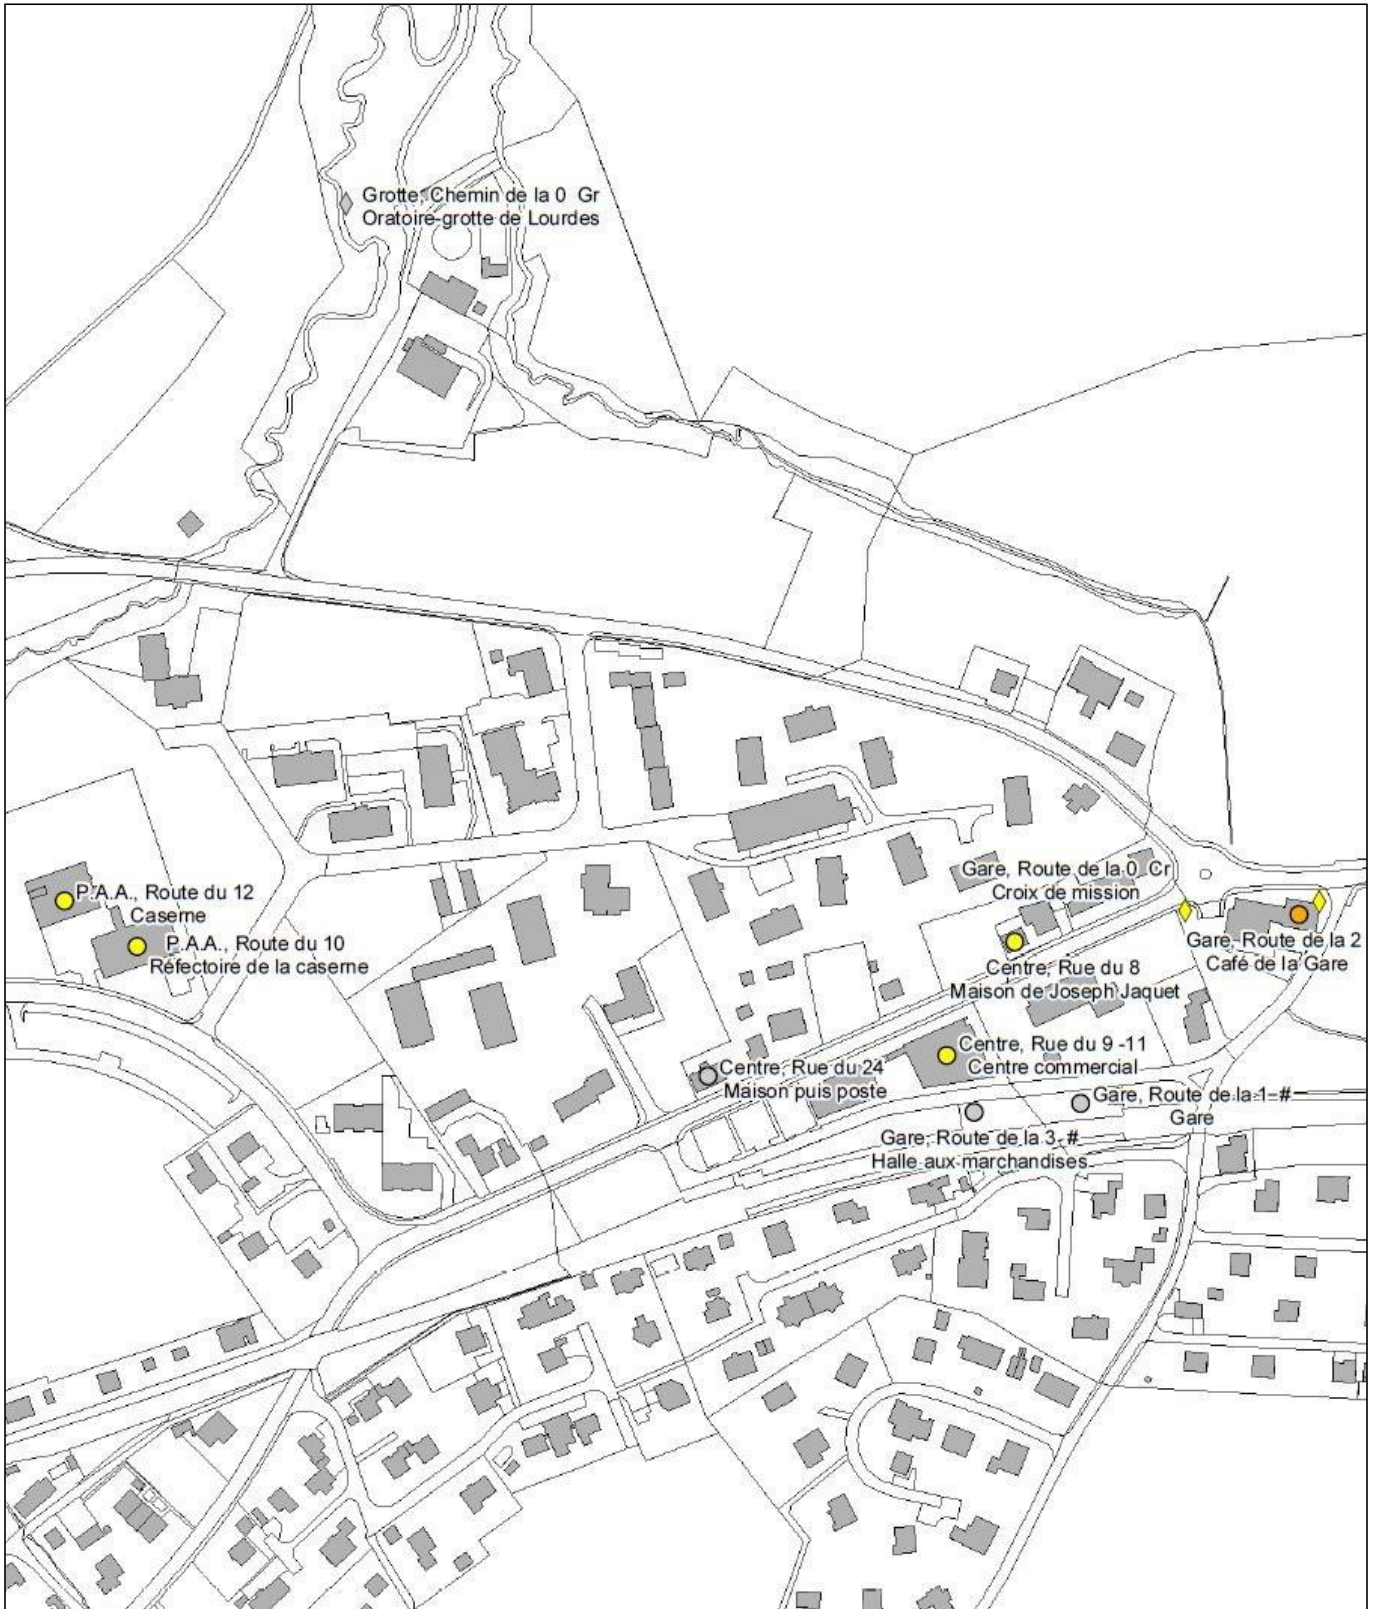 Grotte, Chemin de la 0 Gr
Oratoire-grotte de Lourdes
Gare, Route de la 0 Cr
Croix de mission
P.A.A., Route du 12
Caserne
P.A.A., Route du 10
Réfectoire de la caserne
Gare, Route de la 2
Café de la Gare
Centre, Rue du 8
Maison de Joseph Jaquet
Centre, Rue du 9 -11
Centre commercial
Centre, Rue du 24
Maison puis poste
Gare, Route de la 1-#
Gare
Gare, Route de la 3-#
Halle aux marchandises